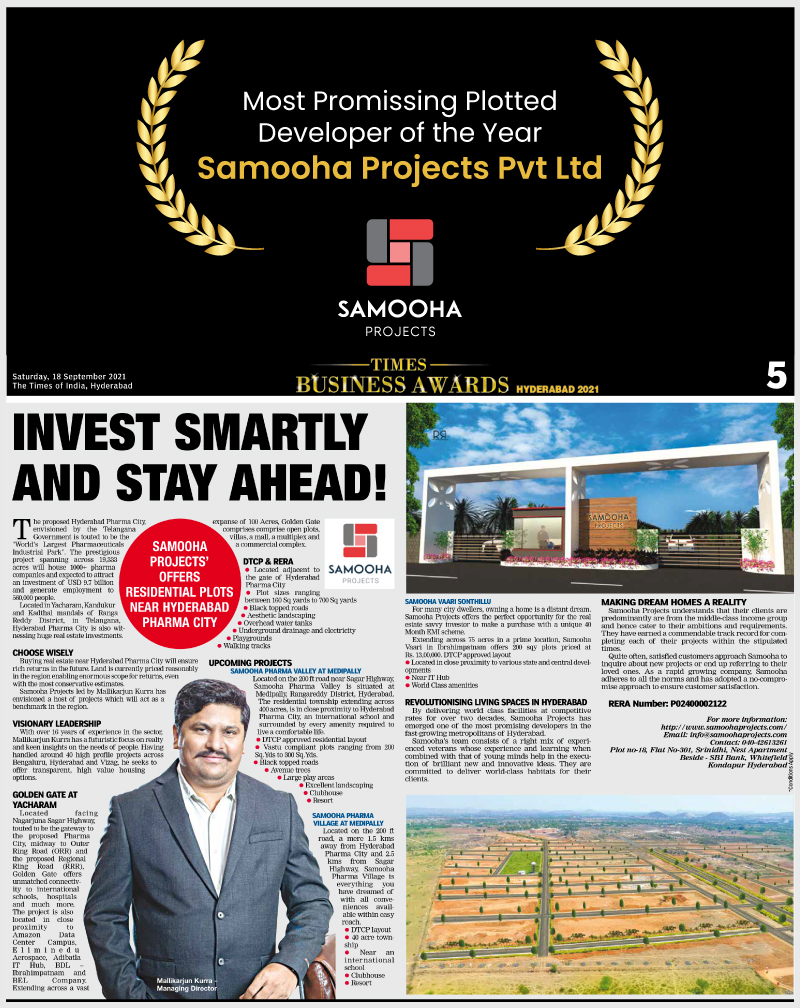 Most Promissing Plotted
Developer of the Year
Samooha Projects Pvt Ltd
SAMOOHA
PROJECTS
Saturday, 18 September 2021
The Times of India, Hyderabad
TIMES
BUSINESS AWARDS HYDERABAD 2021
5
INVEST SMARTLY
AND STAY AHEAD!
The proposed Hyderabad Pharma City,
envisioned by the Telangana
Government is touted to be the
"World's Largest Pharmaceuticals
Industrial Park". The prestigious
project spanning across 19,333
acres will house 1000+ pharma
companies and expected to attract
an investment of USD 9.7 billion
and generate employment to
560,000 people.
Located in Yacharam, Kandukur
and Kadthal mandals of Ranga
Reddy District, in Telangana,
Hyderabad Pharma City is also wit-
nessing huge real estate investments.
CHOOSE WISELY
Buying real estate near Hyderabad Pharma City will ensure
rich returns in the future. Land is currently priced reasonably
in the region enabling enormous scope for returns, even
with the most conservative estimates.
Samooha Projects led by Mallikarjun Kurra has
envisioned a host of projects which will act as a
benchmark in the region.
VISIONARY LEADERSHIP
With over 16 years of experience in the sector,
Mallikarjun Kurra has a futuristic focus on realty
and keen insights on the needs of people. Having
handled around 40 high profile projects across
Bengaluru, Hyderabad and Vizag, he seeks to
offer transparent, high value housing
options.
GOLDEN GATE AT
YACHARAM
Located facing
Nagarjuna Sagar Highway,
touted to be the gateway to
the proposed Pharma
City, midway to Outer
Ring Road (ORR) and
the proposed Regional
Ring Road (RRR),
Golden Gate offers
unmatched connectiv-
ity to international
schools, hospitals
and much more.
The project is also
located in close
proximity to
Amazon Data
Center Campus,
Eliminedu
Aerospace, Adibatla
IT Hub, BDL –
Ibrahimpatnam and
BEL Company.
Extending across a vast
SAMOOHA
PROJECTS'
OFFERS
RESIDENTIAL PLOTS
NEAR HYDERABAD
PHARMA CITY
expanse of 100 Acres, Golden Gate
comprises comprise open plots,
villas, a mall, a multiplex and
a commercial complex.
SAMOOHA
PROJECTS
DTCP & RERA
● Located adjacent to
the gate of Hyderabad
Pharma City
● Plot sizes ranging
between 160 Sq yards to 700 Sq yards
● Black topped roads
● Aesthetic landscaping
● Overhead water tanks
● Underground drainage and electricity
● Playgrounds
● Walking tracks
UPCOMING PROJECTS
SAMOOHA PHARMA VALLEY AT MEDIPALLY
Located on the 200 ft road near Sagar Highway,
Samooha Pharma Valley is situated at
Medipally, Rangareddy District, Hyderabad.
The residential township extending across
400 acres, is in close proximity to Hyderabad
Pharma City, an international school and
surrounded by every amenity required to
live a comfortable life.
● DTCP approved residential layout
● Vastu compliant plots ranging from 200
Sq. Yds to 300 Sq. Yds.
● Black topped roads
● Avenue trees
● Large play areas
● Excellent landscaping
● Clubhouse
● Resort
SAMOOHA PHARMA
VILLAGE AT MEDIPALLY
Located on the 200 ft
road, a mere 1.5 kms
away from Hyderabad
Pharma City and 2.5
kms from Sagar
Highway, Samooha
Pharma Village is
everything you
have dreamed of
with all conve-
niences avail-
able within easy
reach.
● DTCP layout
● 40 acre town-
ship
● Near an
international
school
● Clubhouse
● Resort
Mallikarjun Kurra -
Managing Director
SAMOOHA
PROJECTS
SAMOOHA VAARI SONTHILLU
For many city dwellers, owning a home is a distant dream.
Samooha Projects offers the perfect opportunity for the real
estate savvy investor to make a purchase with a unique 40
Month EMI scheme.
Extending across 75 acres in a prime location, Samooha
Vaari in Ibrahimpatnam offers 200 sqy plots priced at
Rs. 13,00,000. DTCP approved layout
● Located in close proximity to various state and central devel-
opments
● Near IT Hub
● World Class amenities
REVOLUTIONISING LIVING SPACES IN HYDERABAD
By delivering world class facilities at competitive
rates for over two decades, Samooha Projects has
emerged one of the most promising developers in the
fast-growing metropolitans of Hyderabad.
Samooha's team consists of a right mix of experi-
enced veterans whose experience and learning when
combined with that of young minds help in the execu-
tion of brilliant new and innovative ideas. They are
committed to deliver world-class habitats for their
clients.
MAKING DREAM HOMES A REALITY
Samooha Projects understands that their clients are
predominantly are from the middle-class income group
and hence cater to their ambitions and requirements.
They have earned a commendable track record for com-
pleting each of their projects within the stipulated
times.
Quite often, satisfied customers approach Samooha to
inquire about new projects or end up referring to their
loved ones. As a rapid growing company, Samooha
adheres to all the norms and has adopted a no-compro-
mise approach to ensure customer satisfaction.
RERA Number: P02400002122
For more information:
http://www.samoohaprojects.com/
Email: info@samoohaprojects.com
Contact: 040-42613261
Plot no-18, Flat No-301, Srinidhi, Nest Apartment
Beside - SBI Bank, Whitefield
Kondapur Hyderabad
*Conditions Apply